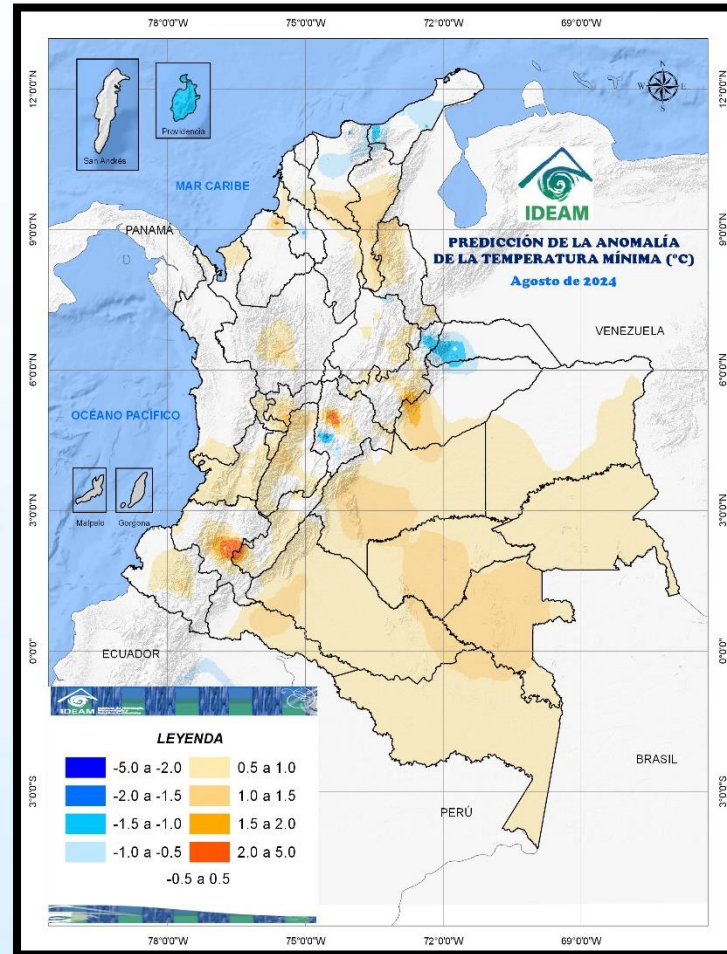 78°0'0"W
75°0'0"W
72°0'0"W
69°0'0"W
12°0'0"N
12°0'0"N
N
W
E
S
San Andrés
Providencia
MAR CARIBE
IDEAM
9°0'0"N
9°0'0"N
PANAMÁ
PREDICCIÓN DE LA ANOMALÍA
DE LA TEMPERATURA MÍNIMA (°C)
Agosto de 2024
VENEZUELA
6°0'0"N
6°0'0"N
OCÉANO PACÍFICO
Malpelo
Gorgona
3°0'0"N
3°0'0"N
0°0'0"
0°0'0"
ECUADOR
IDEAM
LEYENDA
-5.0 a -2.0
0.5 a 1.0
-2.0 a -1.5
1.0 a 1.5
-1.5 a -1.0
1.5 a 2.0
-1.0 a -0.5
2.0 a 5.0
-0.5 a 0.5
BRASIL
PERÚ
3°0'0"S
3°0'0"S
78°0'0"W
75°0'0"W
72°0'0"W
69°0'0"W